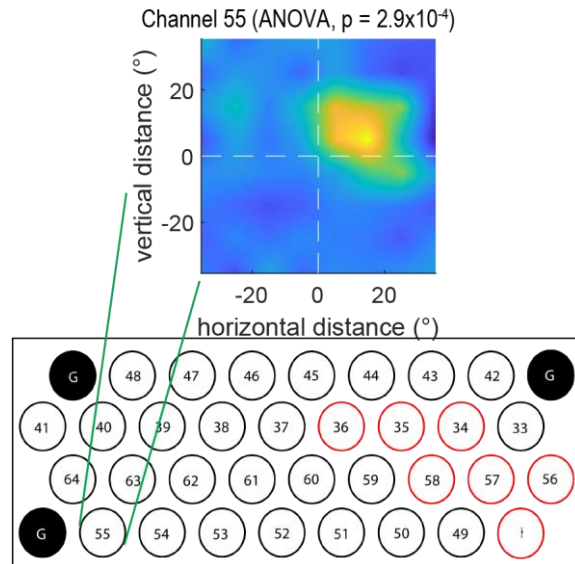 Channel 55 (ANOVA, p = 2.9x10⁻⁴)
vertical distance (°)
20
0
-20
-20 0 20
horizontal distance (°)
G 48 47 46 45 44 43 42 G
41 40 39 38 37 36 35 34 33
64 63 62 61 60 59 58 57 56
G 55 54 53 52 51 50 49